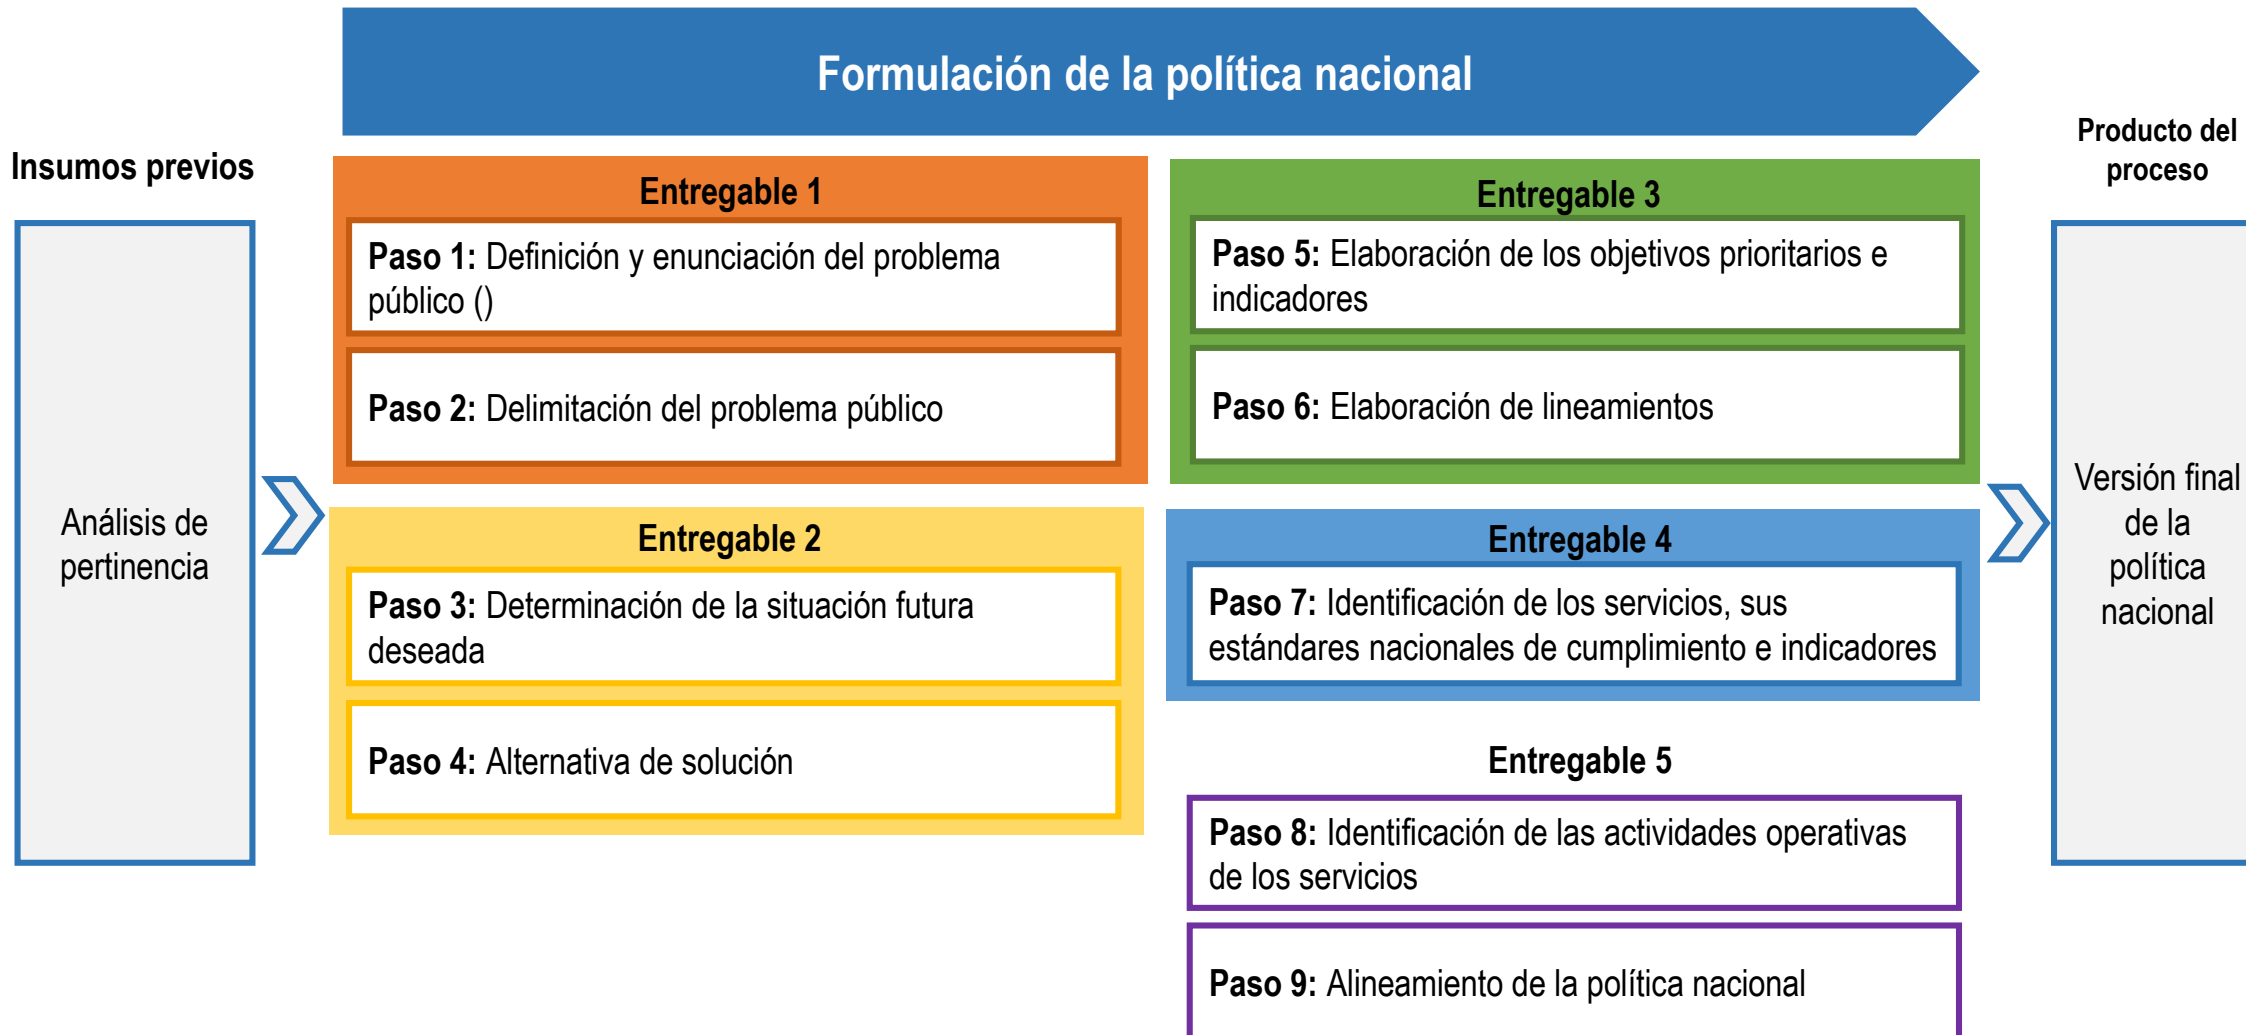 Formulación de la política nacional
Insumos previos
Análisis de
pertinencia
Entregable 1
Paso 1: Definición y enunciación del problema
público ()
Paso 2: Delimitación del problema público
Entregable 2
Paso 3: Determinación de la situación futura
deseada
Paso 4: Alternativa de solución
Entregable 3
Paso 5: Elaboración de los objetivos prioritarios e
indicadores
Paso 6: Elaboración de lineamientos
Entregable 4
Paso 7: Identificación de los servicios, sus
estándares nacionales de cumplimiento e indicadores
Entregable 5
Paso 8: Identificación de las actividades operativas
de los servicios
Paso 9: Alineamiento de la política nacional
Producto del
proceso
Versión final
de la
política
nacional